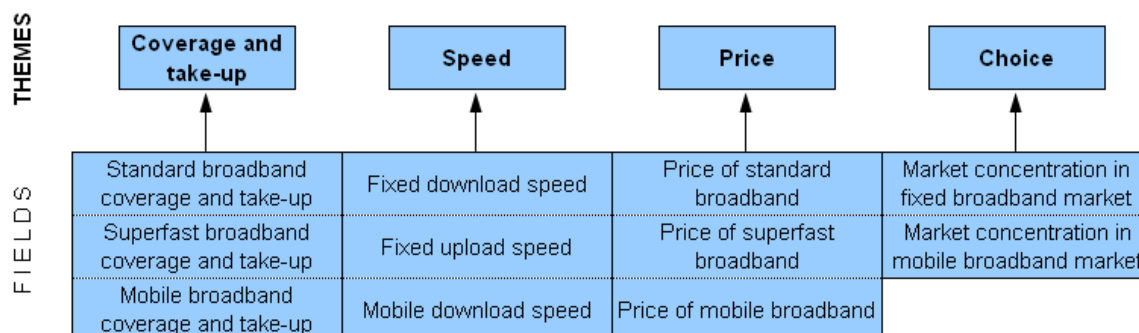 THEMES
Coverage and
take-up
Speed
Price
Choice
FIELDS
Standard broadband
coverage and take-up
Fixed download speed
Price of standard
broadband
Market concentration in
fixed broadband market
Superfast broadband
coverage and take-up
Fixed upload speed
Price of superfast
broadband
Market concentration in
mobile broadband market
Mobile broadband
coverage and take-up
Mobile download speed
Price of mobile broadband